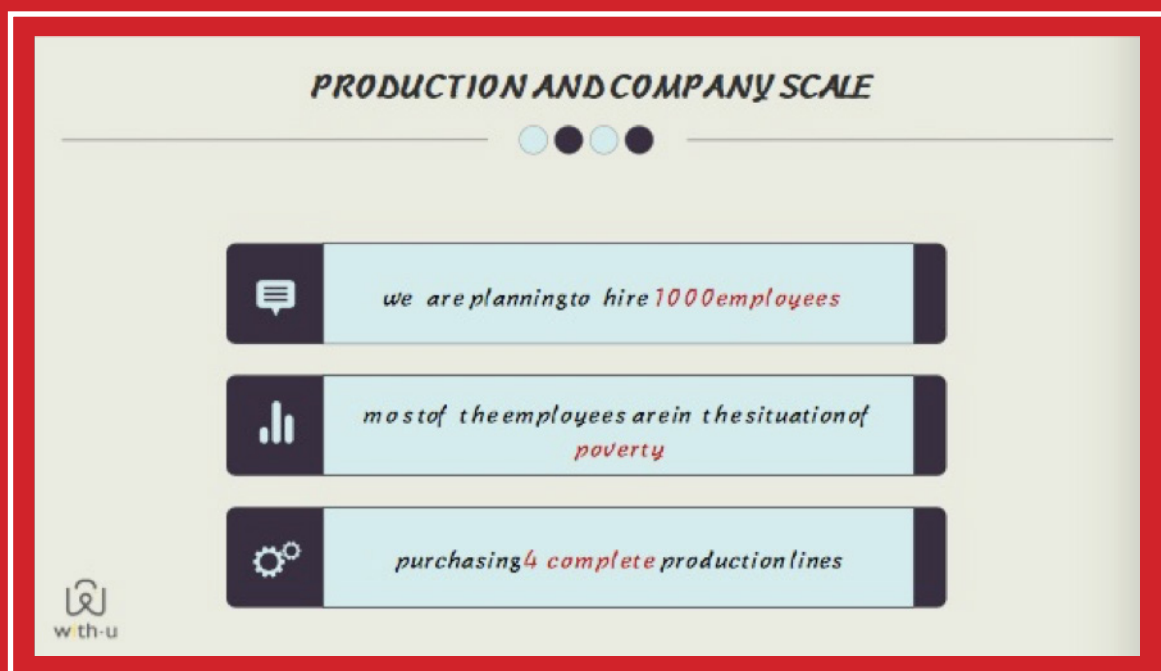 PRODUCTION AND COMPANY SCALE
we are planning to hire 1000 employees
most of the employees are in the situation of
poverty
purchasing 4 complete production lines
with-u